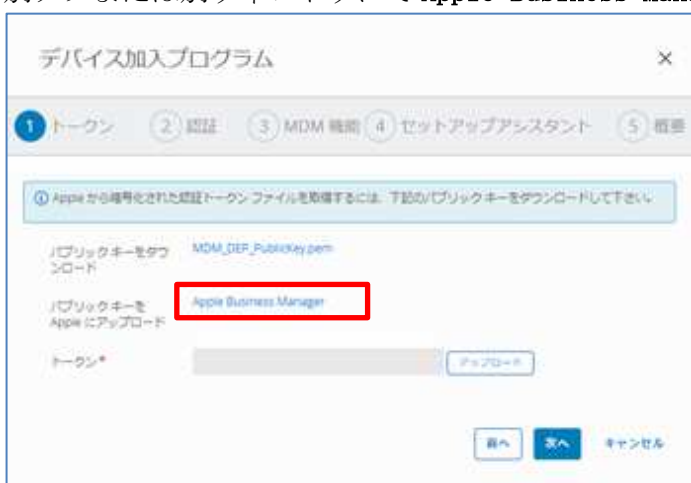 デバイス加入プログラム ×
1 トークン 2 認証 3 MDM 機能 4 セットアップアシスタント 5 概要
Apple から暗号化された認証トークン ファイルを取得するには、下記のパブリック キーをダウンロードして下さい。
パブリックキーをダウンロード MDM_DEP_PublicKey.pem
パブリックキーを Apple Business Manager
Apple にアップロード
トークン* アップロード
前へ 次へ キャンセル